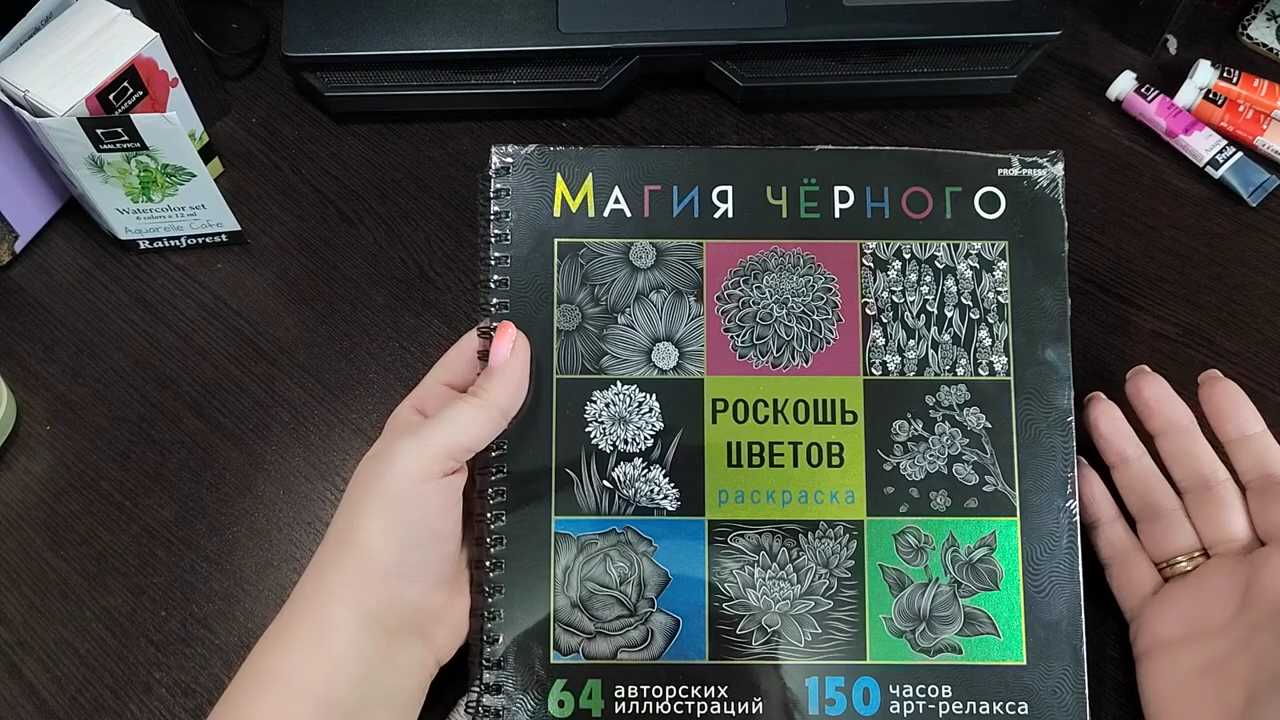 PROF-PRESS
МАГИЯ ЧЁРНОГО
РОСКОШЬ
ЦВЕТОВ
раскраска
64 авторских
иллюстраций
150 часов
арт-релакса
MALEVICH
MALEVICH
Watercolor set
6 colors x 12 ml
Aquarelle Cafe
Rainforest